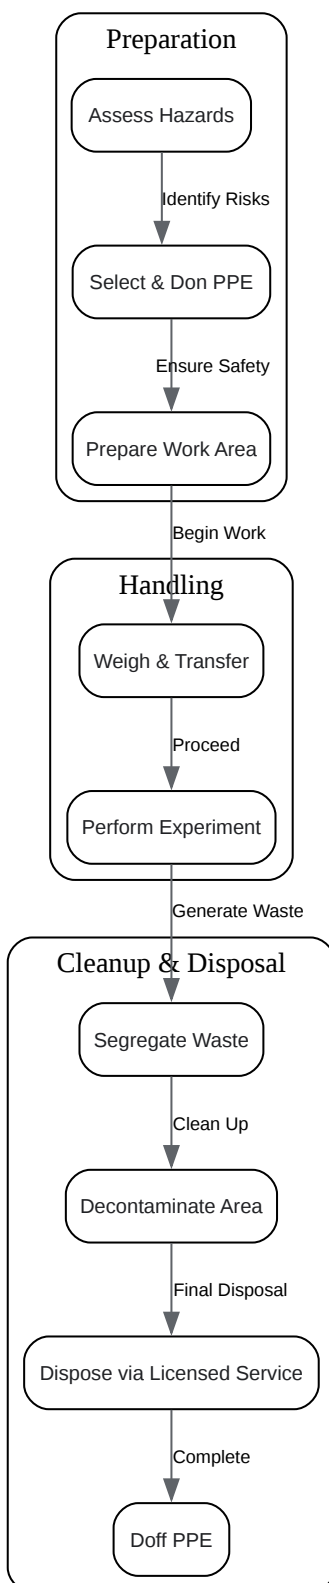 Preparation
Assess Hazards
Identify Risks
Select & Don PPE
Ensure Safety
Prepare Work Area
Begin Work
Handling
Weigh & Transfer
Proceed
Perform Experiment
Generate Waste
Cleanup & Disposal
Segregate Waste
Clean Up
Decontaminate Area
Final Disposal
Dispose via Licensed Service
Complete
Doff PPE